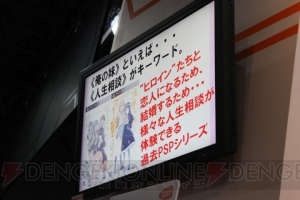 《俺の妹》といえば・・・
《人生相談》がキーワード。
“ヒロイン”たちと
恋人になるため、
結婚するため・・・
様々な人生相談が
体験できる
過去PSPシリーズ
DENGEKI